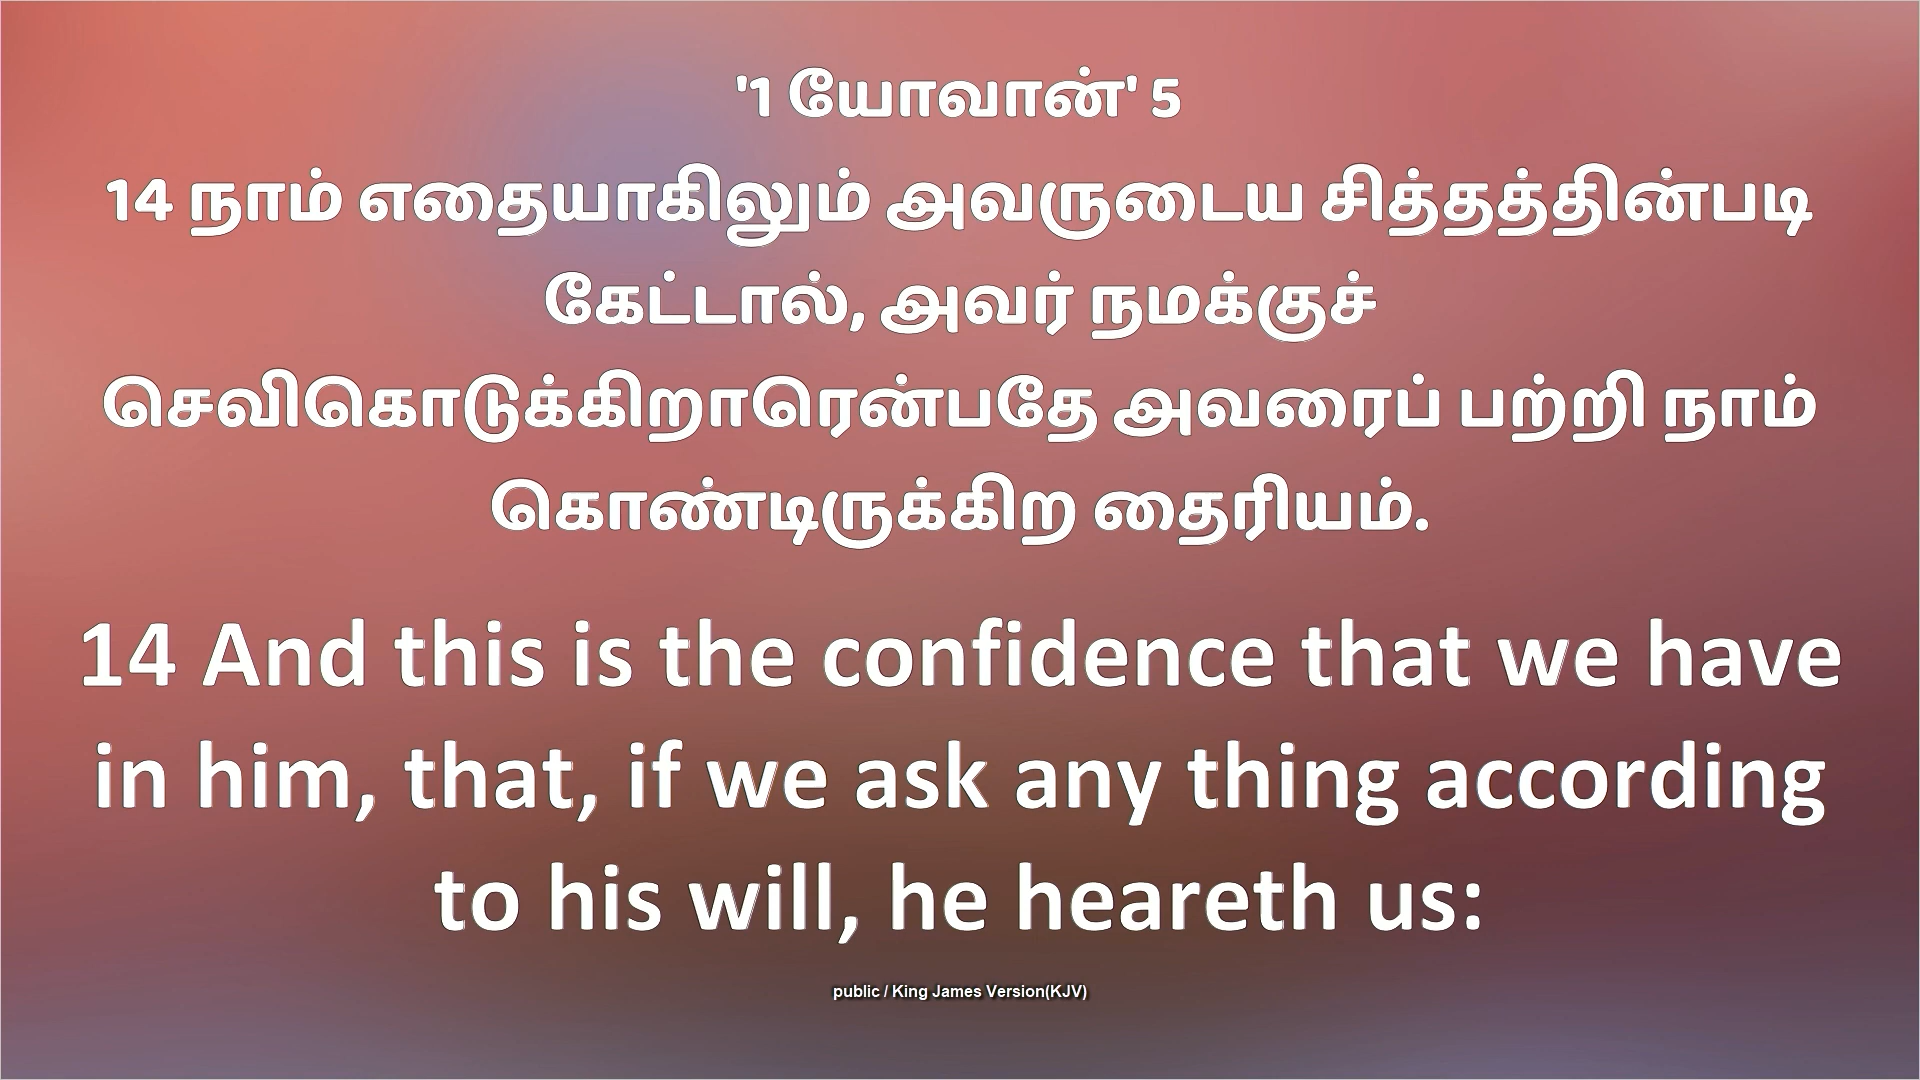 '1 யோவான்' 5
14 நாம் எதையாகிலும் அவருடைய சித்தத்தின்படி
கேட்டால், அவர் நமக்குச்
செவிகொடுக்கிறாரென்பதே அவரைப் பற்றி நாம்
கொண்டிருக்கிற தைரியம்.
14 And this is the confidence that we have
in him, that, if we ask any thing according
to his will, he heareth us:
public / King James Version(KJV)